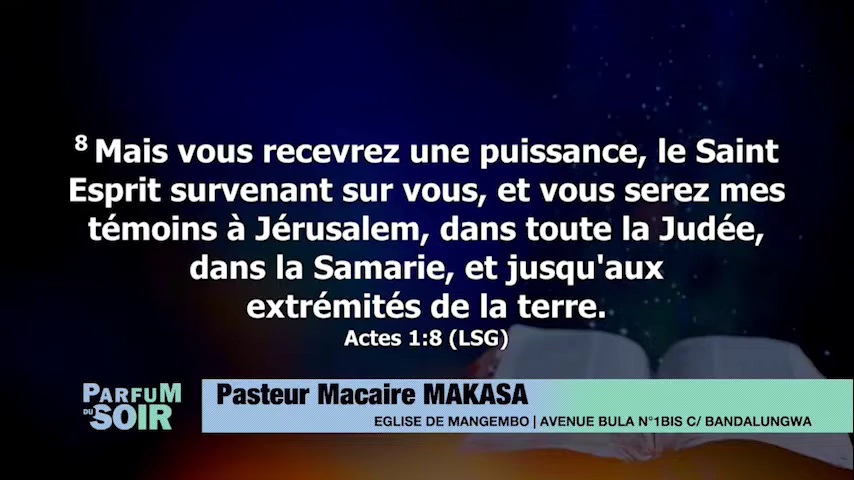 8 Mais vous recevrez une puissance, le Saint
Esprit survenant sur vous, et vous serez mes
témoins à Jérusalem, dans toute la Judée,
dans la Samarie, et jusqu'aux
extrémités de la terre.
Actes 1:8 (LSG)
PARFUM
DU SOIR
Pasteur Macaire MAKASA
EGLISE DE MANGEMBO | AVENUE BULA N°1BIS C/ BANDALUNGWA